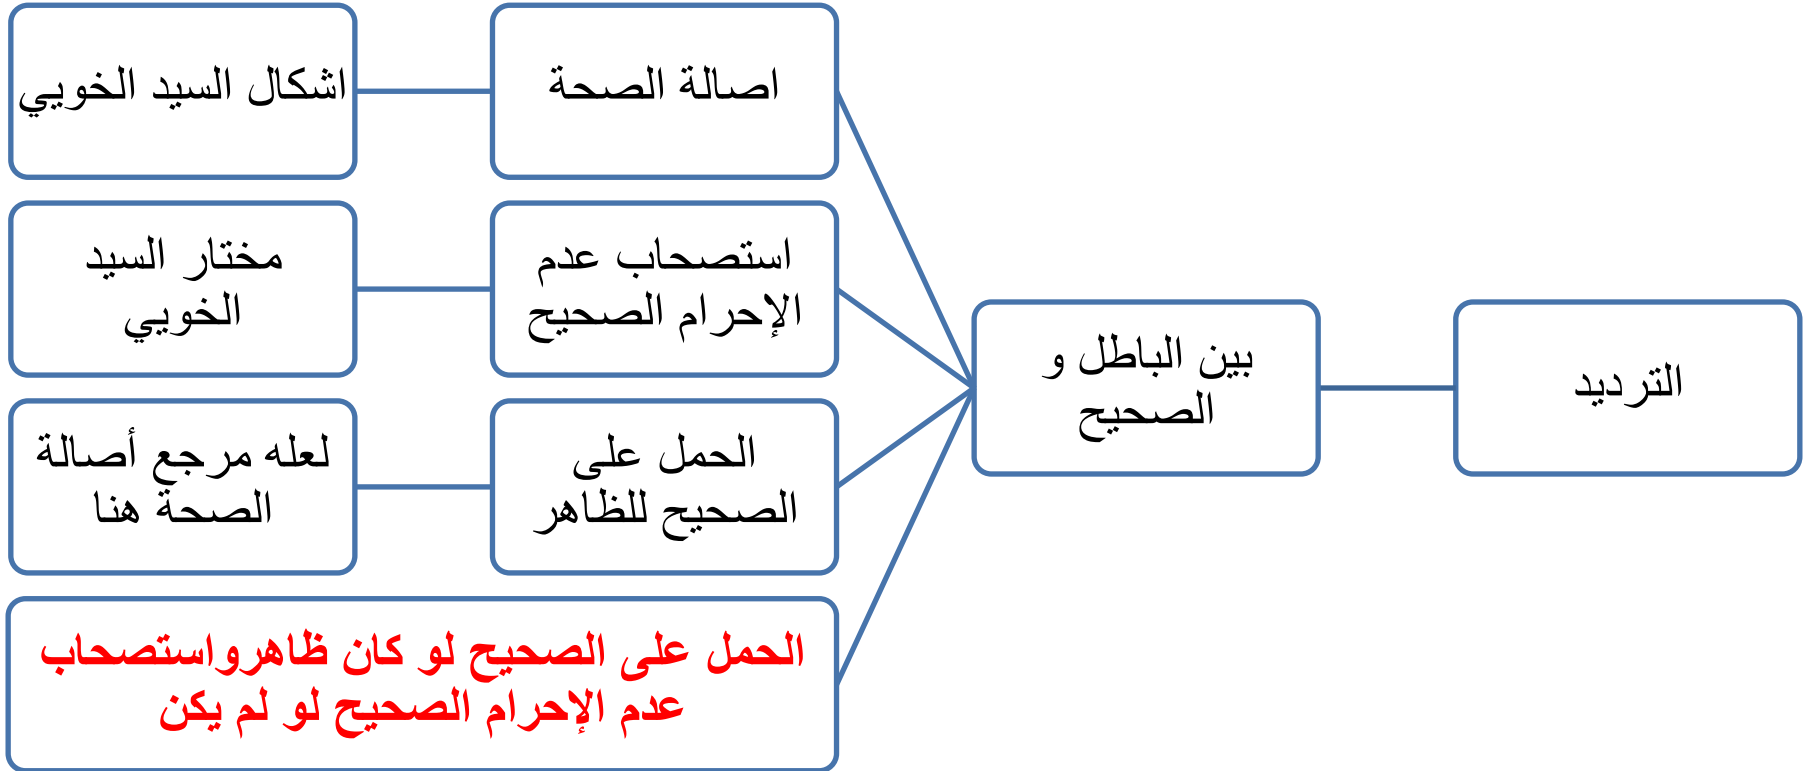 الترديد
بين الباطل و
الصحيح
اصالة الصحة
اشكال السيد الخويي
استصحاب عدم
الإحرام الصحيح
مختار السيد
الخويي
الحمل على
الصحيح للظاهر
لعله مرجع أصالة
الصحة هنا
الحمل على الصحيح لو كان ظاهرواستصحاب
عدم الإحرام الصحيح لو لم يكن